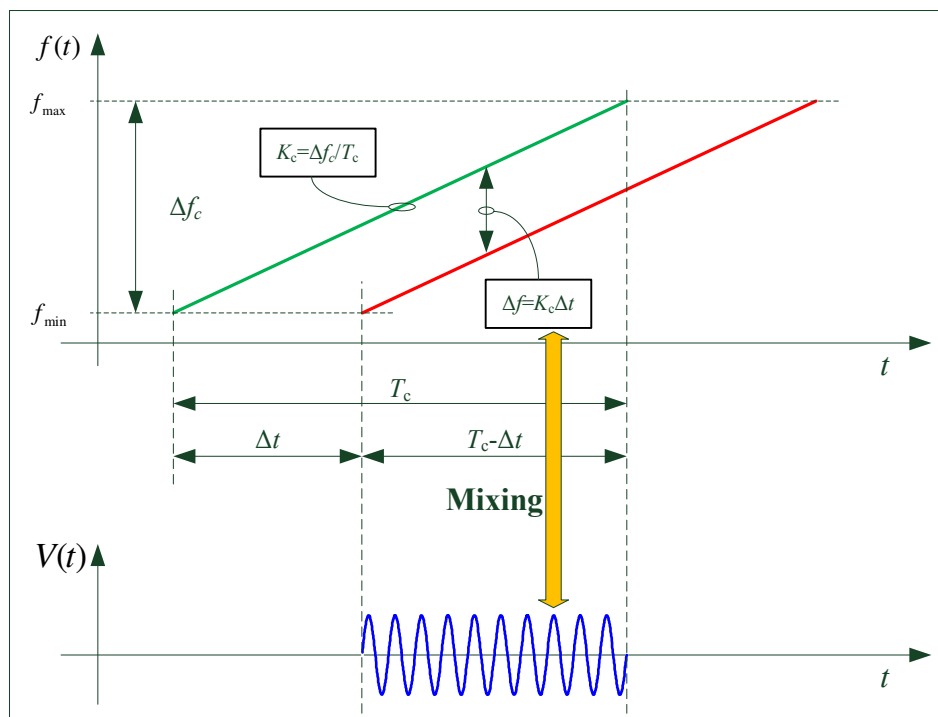 f(t)
f_max
K_c=Δf_c/T_c
Δf_c
Δf=K_cΔt
f_min
t
T_c
Δt
T_c-Δt
Mixing
V(t)
t